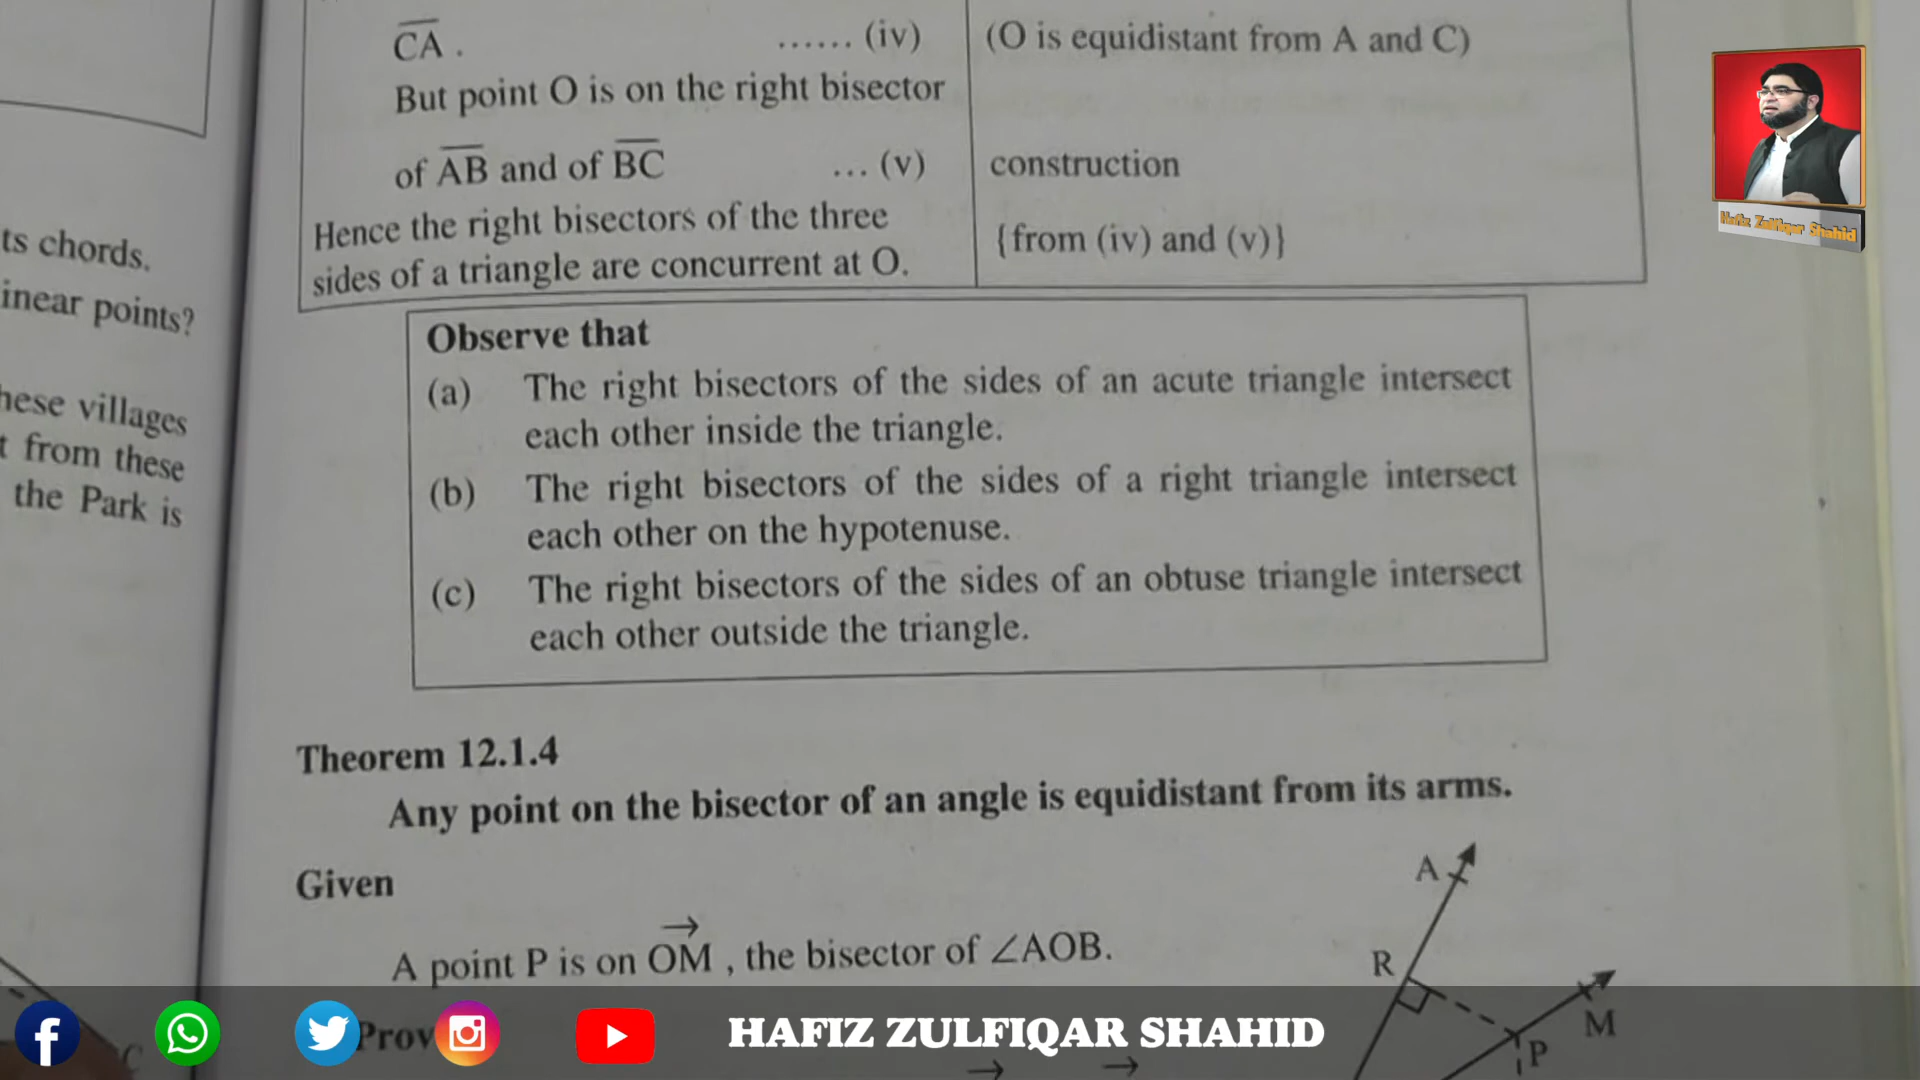 CA .
...... (iv)
(O is equidistant from A and C)
But point O is on the right bisector
of AB and of BC
... (v)
construction
Hence the right bisectors of the three
sides of a triangle are concurrent at O.
{from (iv) and (v)}
ts chords.
inear points?
hese villages
t from these
the Park is
Observe that
(a) The right bisectors of the sides of an acute triangle intersect
each other inside the triangle.
(b) The right bisectors of the sides of a right triangle intersect
each other on the hypotenuse.
(c) The right bisectors of the sides of an obtuse triangle intersect
each other outside the triangle.
Theorem 12.1.4
Any point on the bisector of an angle is equidistant from its arms.
Given
A point P is on OM , the bisector of ∠AOB.
Prov
A
R
M
P
C
Hafiz Zulfiqar Shahid
HAFIZ ZULFIQAR SHAHID